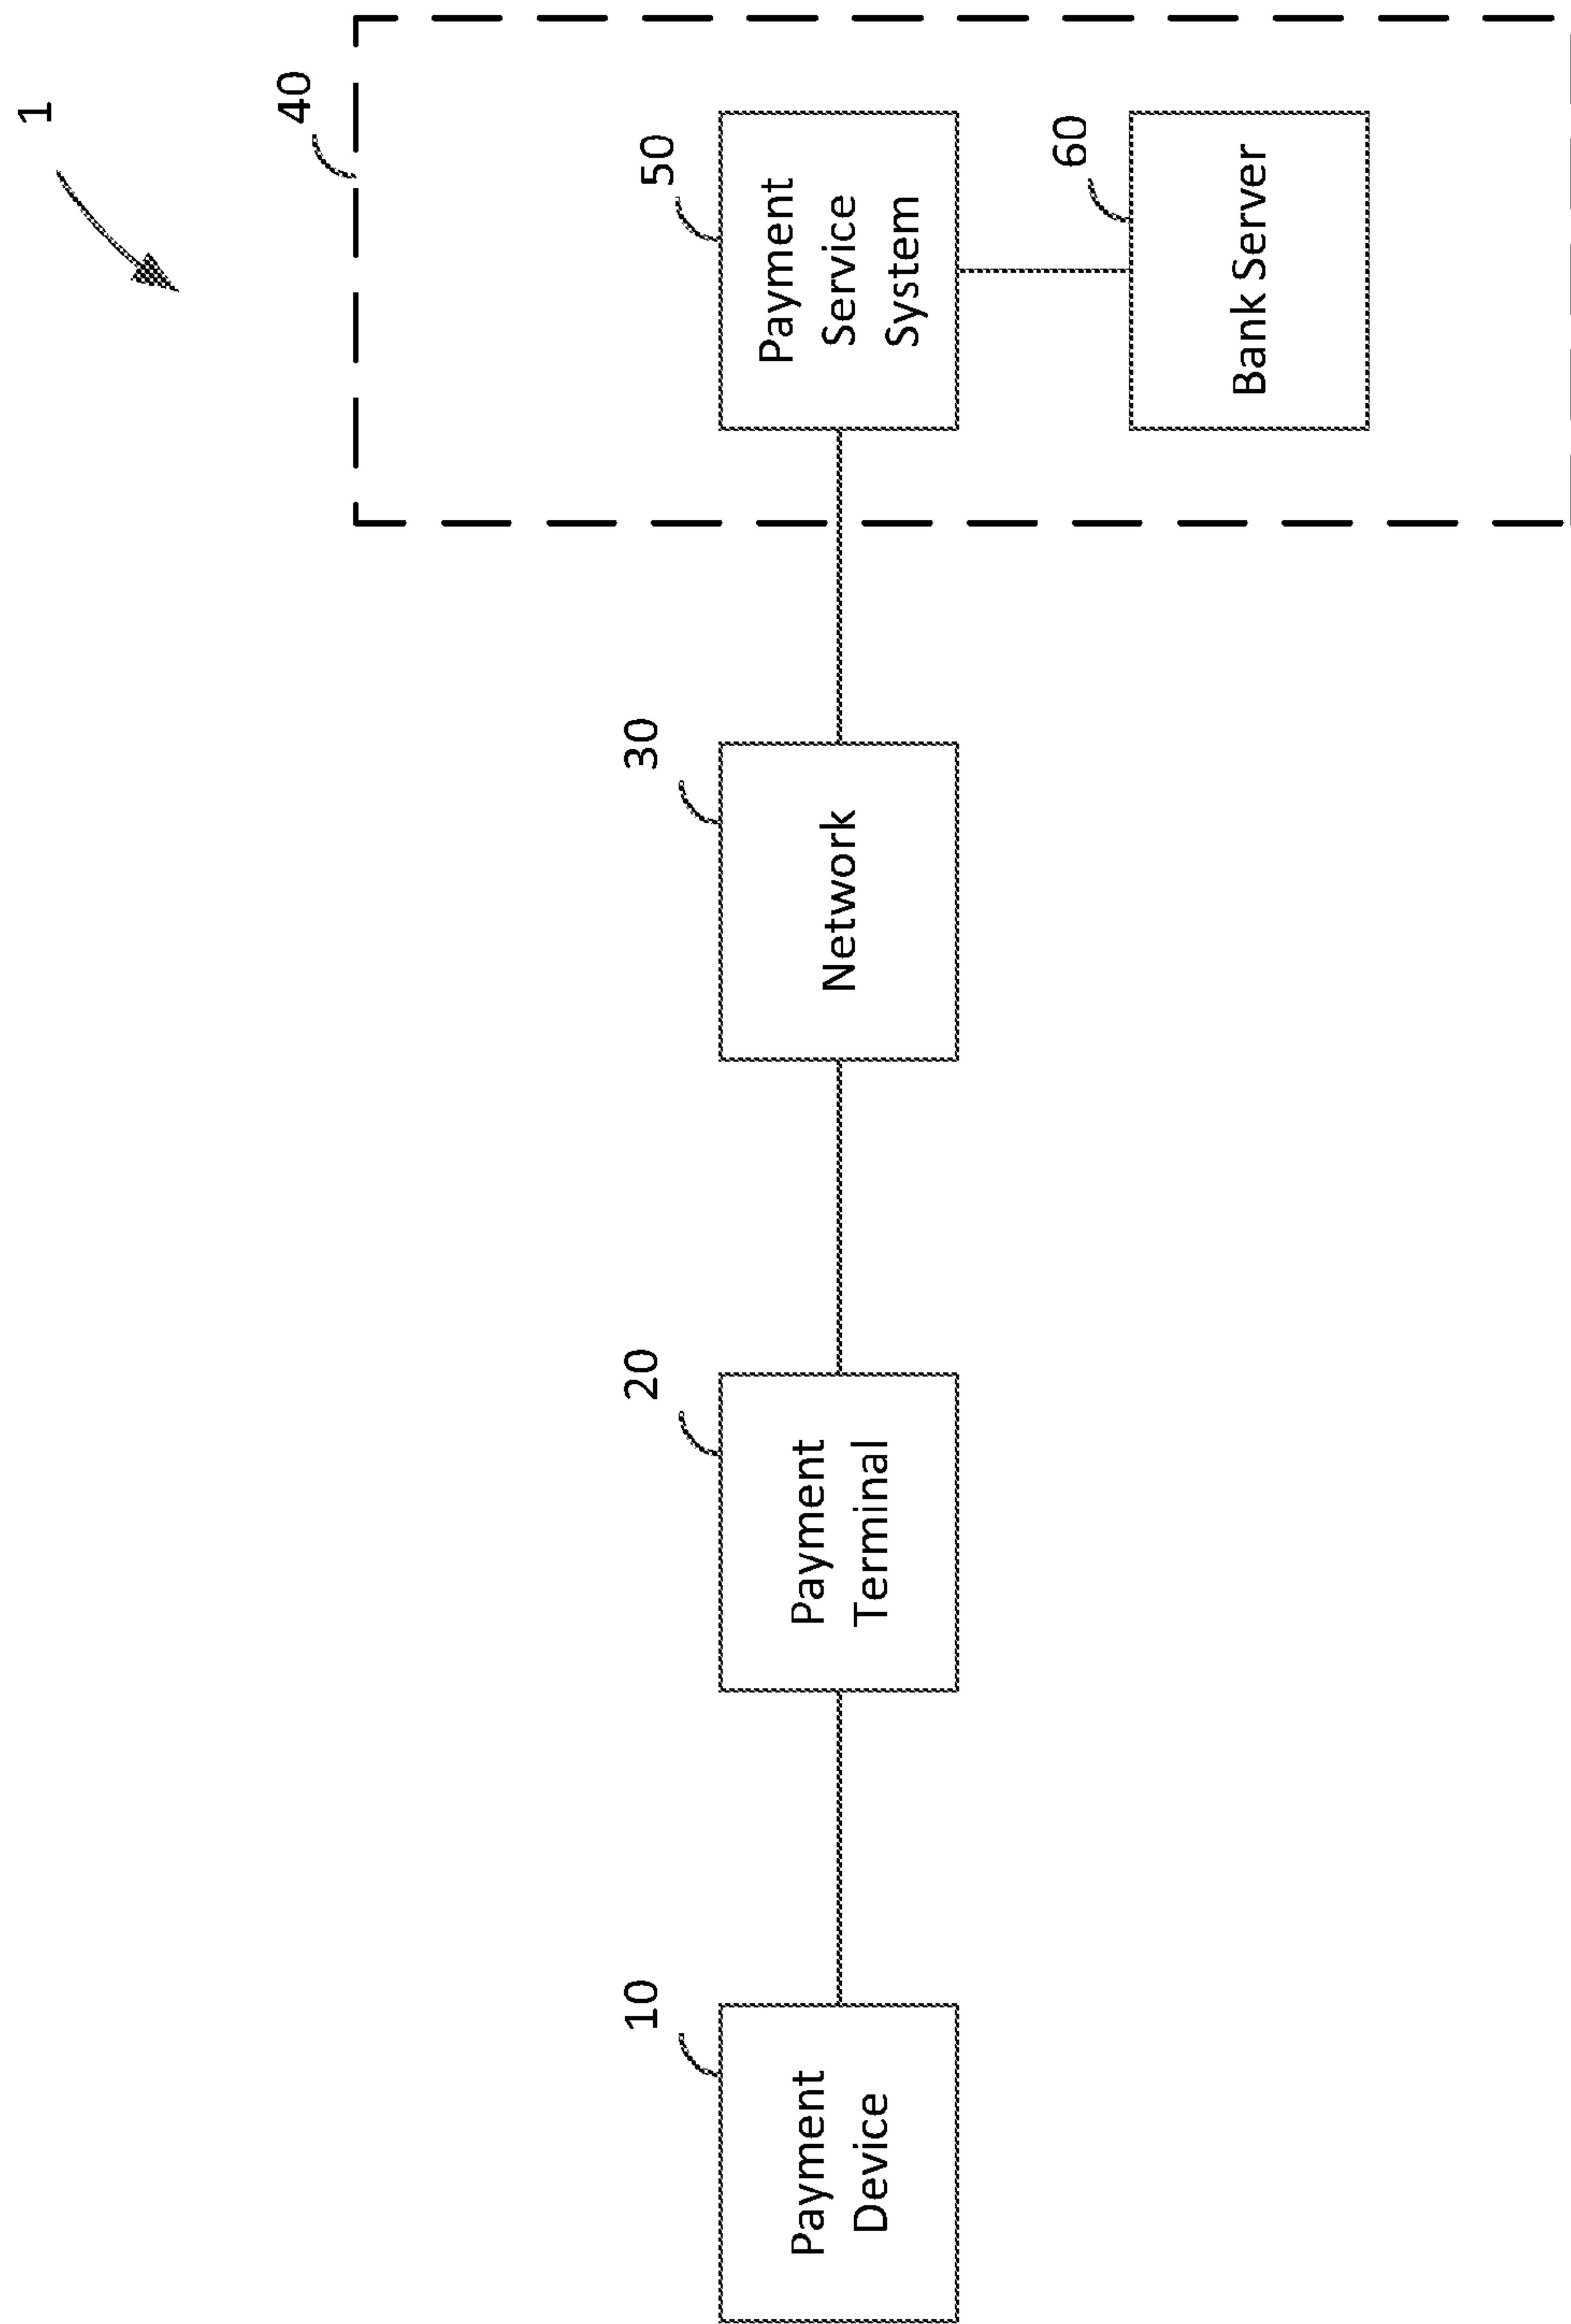 1
40
50
Payment
Service
System
60
Bank Server
30
Network
20
Payment
Terminal
10
Payment
Device